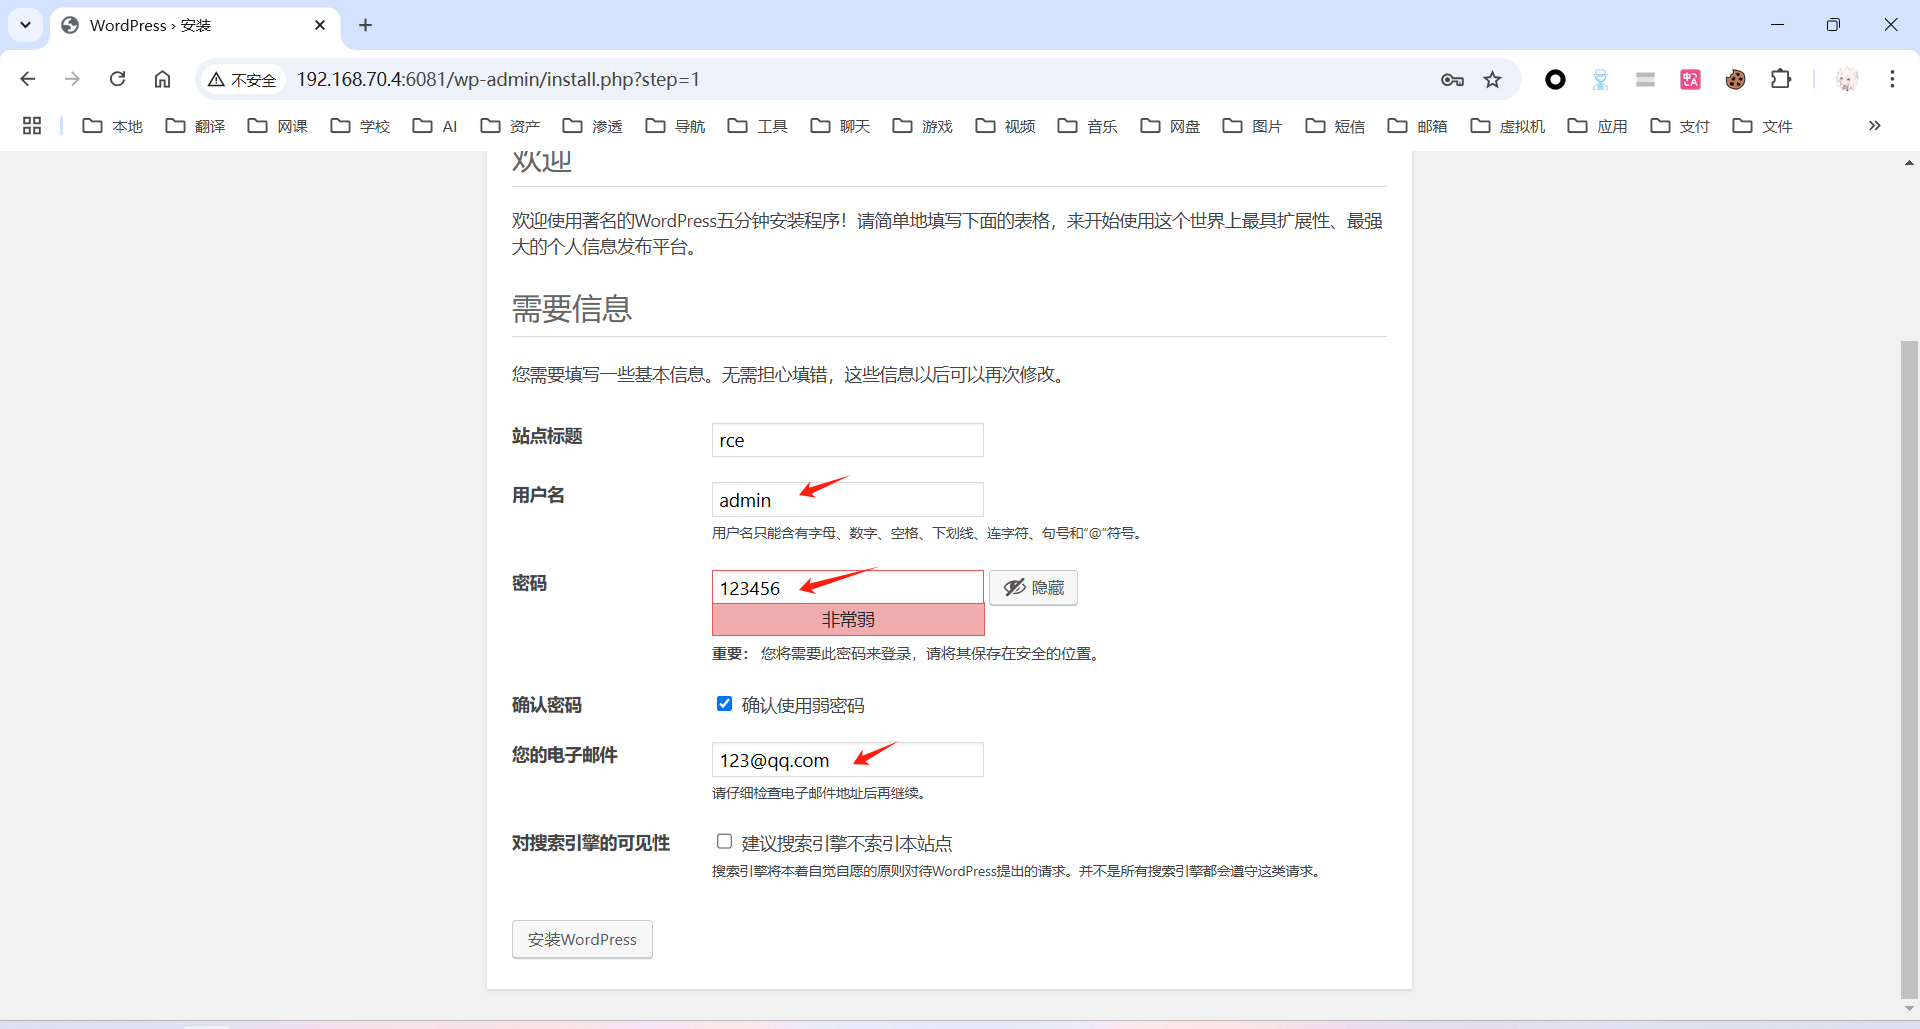 WordPress › 安装
不安全 192.168.70.4:6081/wp-admin/install.php?step=1
本地 翻译 网课 学校 AI 资产 渗透 导航 工具 聊天 游戏 视频 音乐 网盘 图片 短信 邮箱 虚拟机 应用 支付 文件
欢迎
欢迎使用著名的WordPress五分钟安装程序！请简单地填写下面的表格，来开始使用这个世界上最具扩展性、最强
大的个人信息发布平台。
需要信息
您需要填写一些基本信息。无需担心填错，这些信息以后可以再次修改。
站点标题 rce
用户名 admin
用户名只能含有字母、数字、空格、下划线、连字符、句号和“@”符号。
密码 123456 隐藏
非常弱
重要： 您将需要此密码来登录，请将其保存在安全的位置。
确认密码 确认使用弱密码
您的电子邮件 123@qq.com
请仔细检查电子邮件地址后再继续。
对搜索引擎的可见性 建议搜索引擎不索引本站点
搜索引擎将本着自觉自愿的原则对待WordPress提出的请求。并不是所有搜索引擎都会遵守这类请求。
安装WordPress